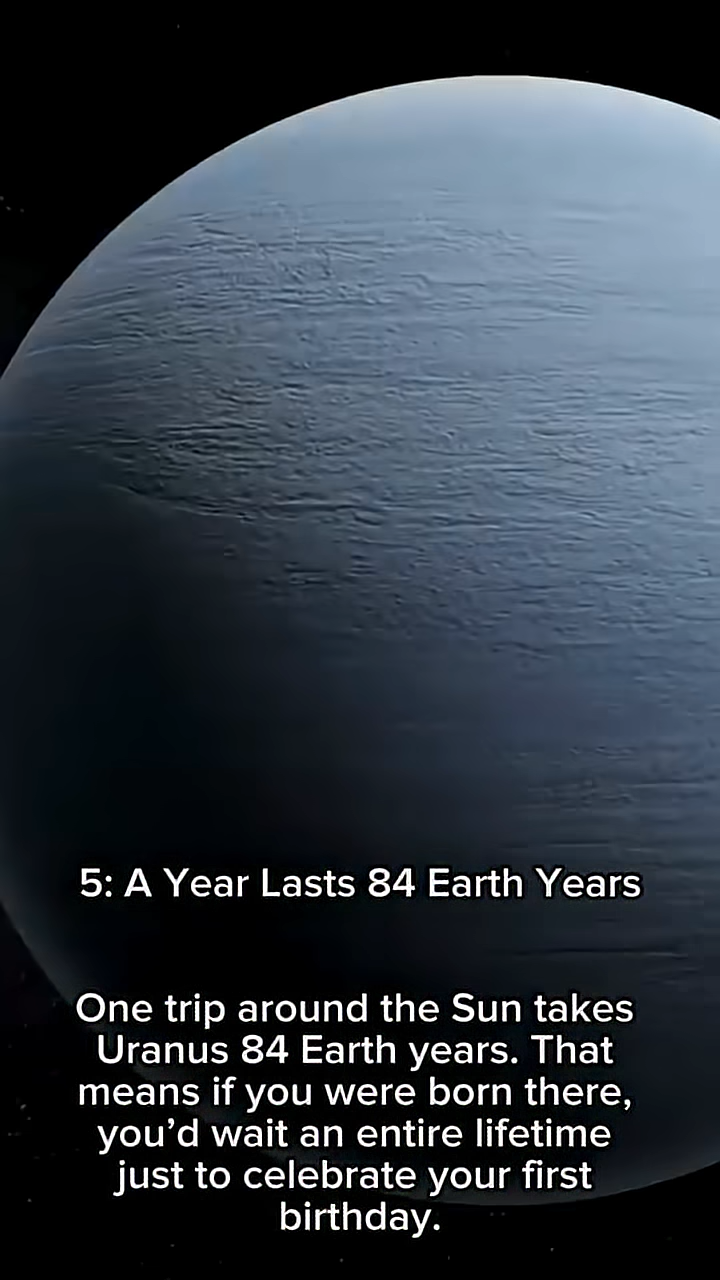 5: A Year Lasts 84 Earth Years
One trip around the Sun takes
Uranus 84 Earth years. That
means if you were born there,
you’d wait an entire lifetime
just to celebrate your first
birthday.